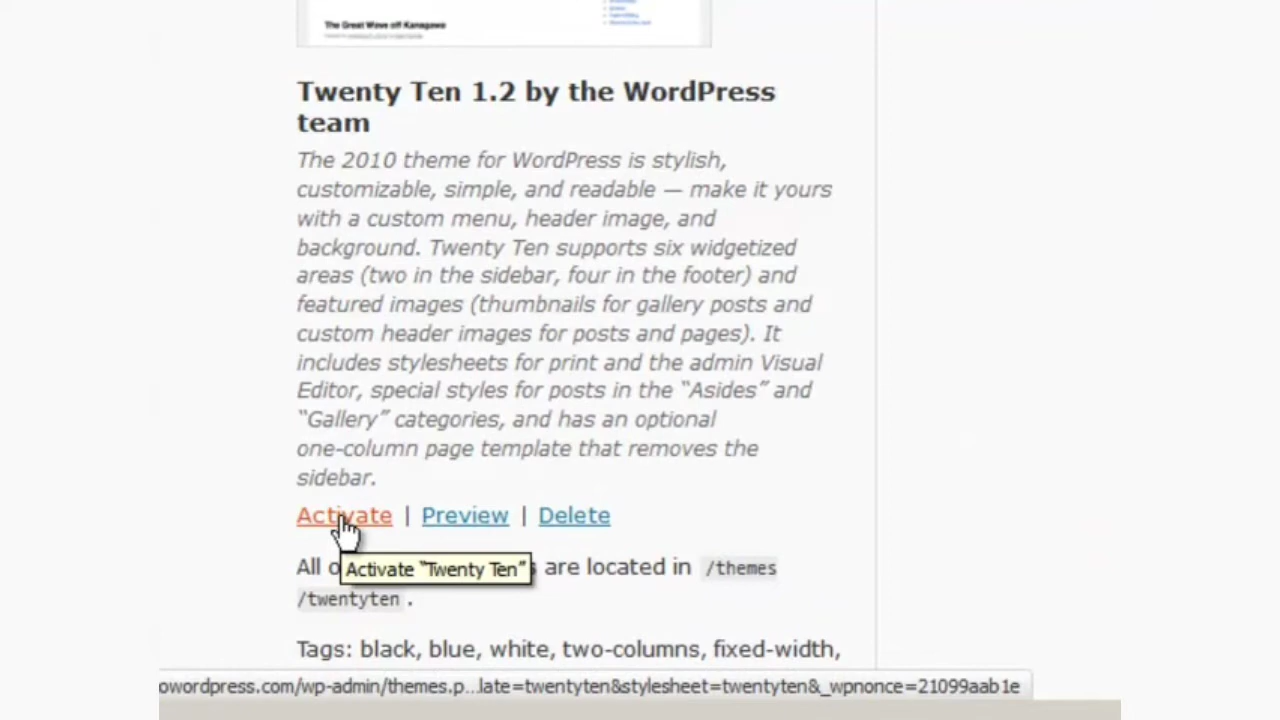 The Great Wave off Kanagawa
Twenty Ten 1.2 by the WordPress
team
The 2010 theme for WordPress is stylish,
customizable, simple, and readable — make it yours
with a custom menu, header image, and
background. Twenty Ten supports six widgetized
areas (two in the sidebar, four in the footer) and
featured images (thumbnails for gallery posts and
custom header images for posts and pages). It
includes stylesheets for print and the admin Visual
Editor, special styles for posts in the “Asides” and
“Gallery” categories, and has an optional
one-column page template that removes the
sidebar.
Activate | Preview | Delete
All are located in /themes
Activate “Twenty Ten”
/twentyten .
Tags: black, blue, white, two-columns, fixed-width,
owordpress.com/wp-admin/themes.p...late=twentyten&stylesheet=twentyten&_wpnonce=21099aab1e